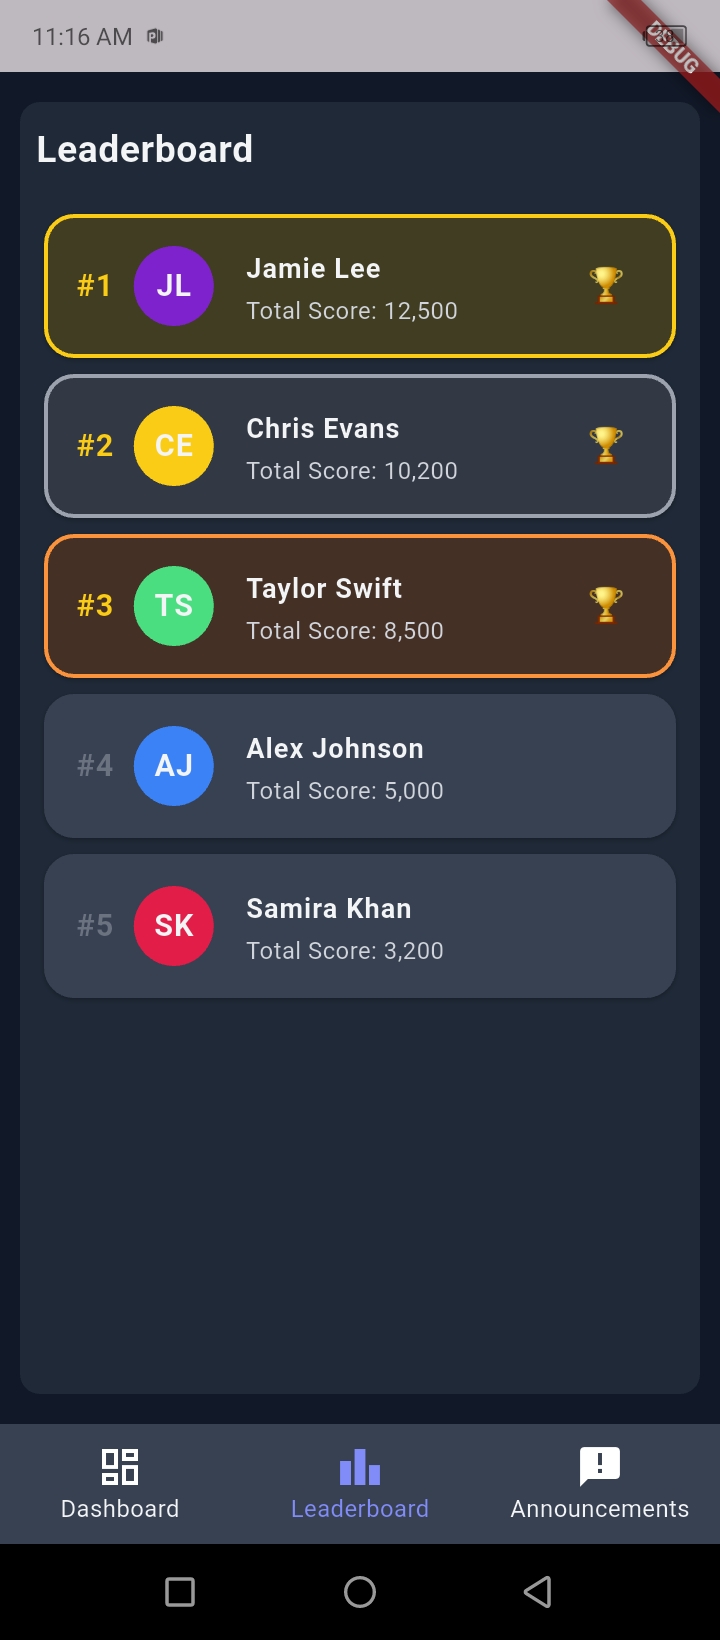 11:16 AM
DEBUG
Leaderboard
#1
JL
Jamie Lee
Total Score: 12,500
#2
CE
Chris Evans
Total Score: 10,200
#3
TS
Taylor Swift
Total Score: 8,500
#4
AJ
Alex Johnson
Total Score: 5,000
#5
SK
Samira Khan
Total Score: 3,200
Dashboard
Leaderboard
Announcements